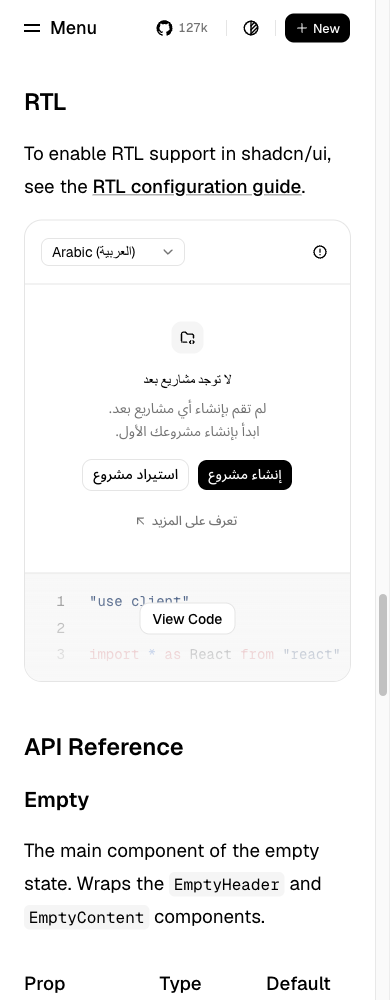 Menu 127k New
RTL
To enable RTL support in shadcn/ui,
see the RTL configuration guide.
Arabic (العربية)
لا توجد مشاريع بعد
لم تقم بإنشاء أي مشاريع بعد.
ابدأ بإنشاء مشروعك الأول.
إنشاء مشروع استيراد مشروع
تعرف على المزيد
1 "use client"
View Code
2
3 import * as React from "react"
API Reference
Empty
The main component of the empty
state. Wraps the EmptyHeader and
EmptyContent components.
Prop Type Default